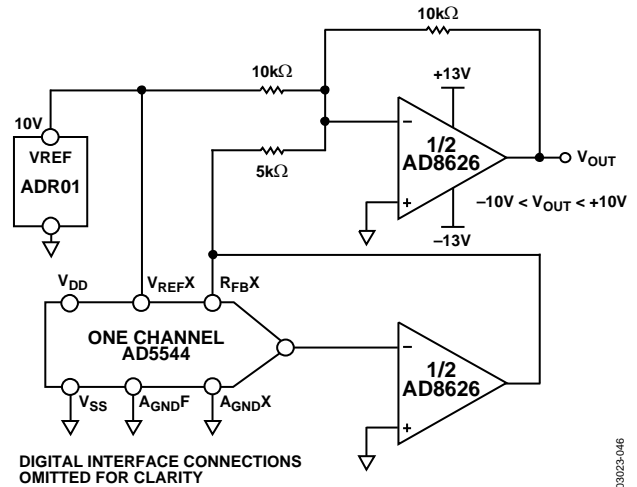 10kΩ
10kΩ
+13V
10V
VREF
ADR01
1/2
AD8626
VOUT
5kΩ
–10V < VOUT < +10V
–13V
VDD
VREFX
RFBX
ONE CHANNEL
AD5544
1/2
AD8626
VSS
AGNDF
AGNDX
DIGITAL INTERFACE CONNECTIONS
OMITTED FOR CLARITY
03023-046